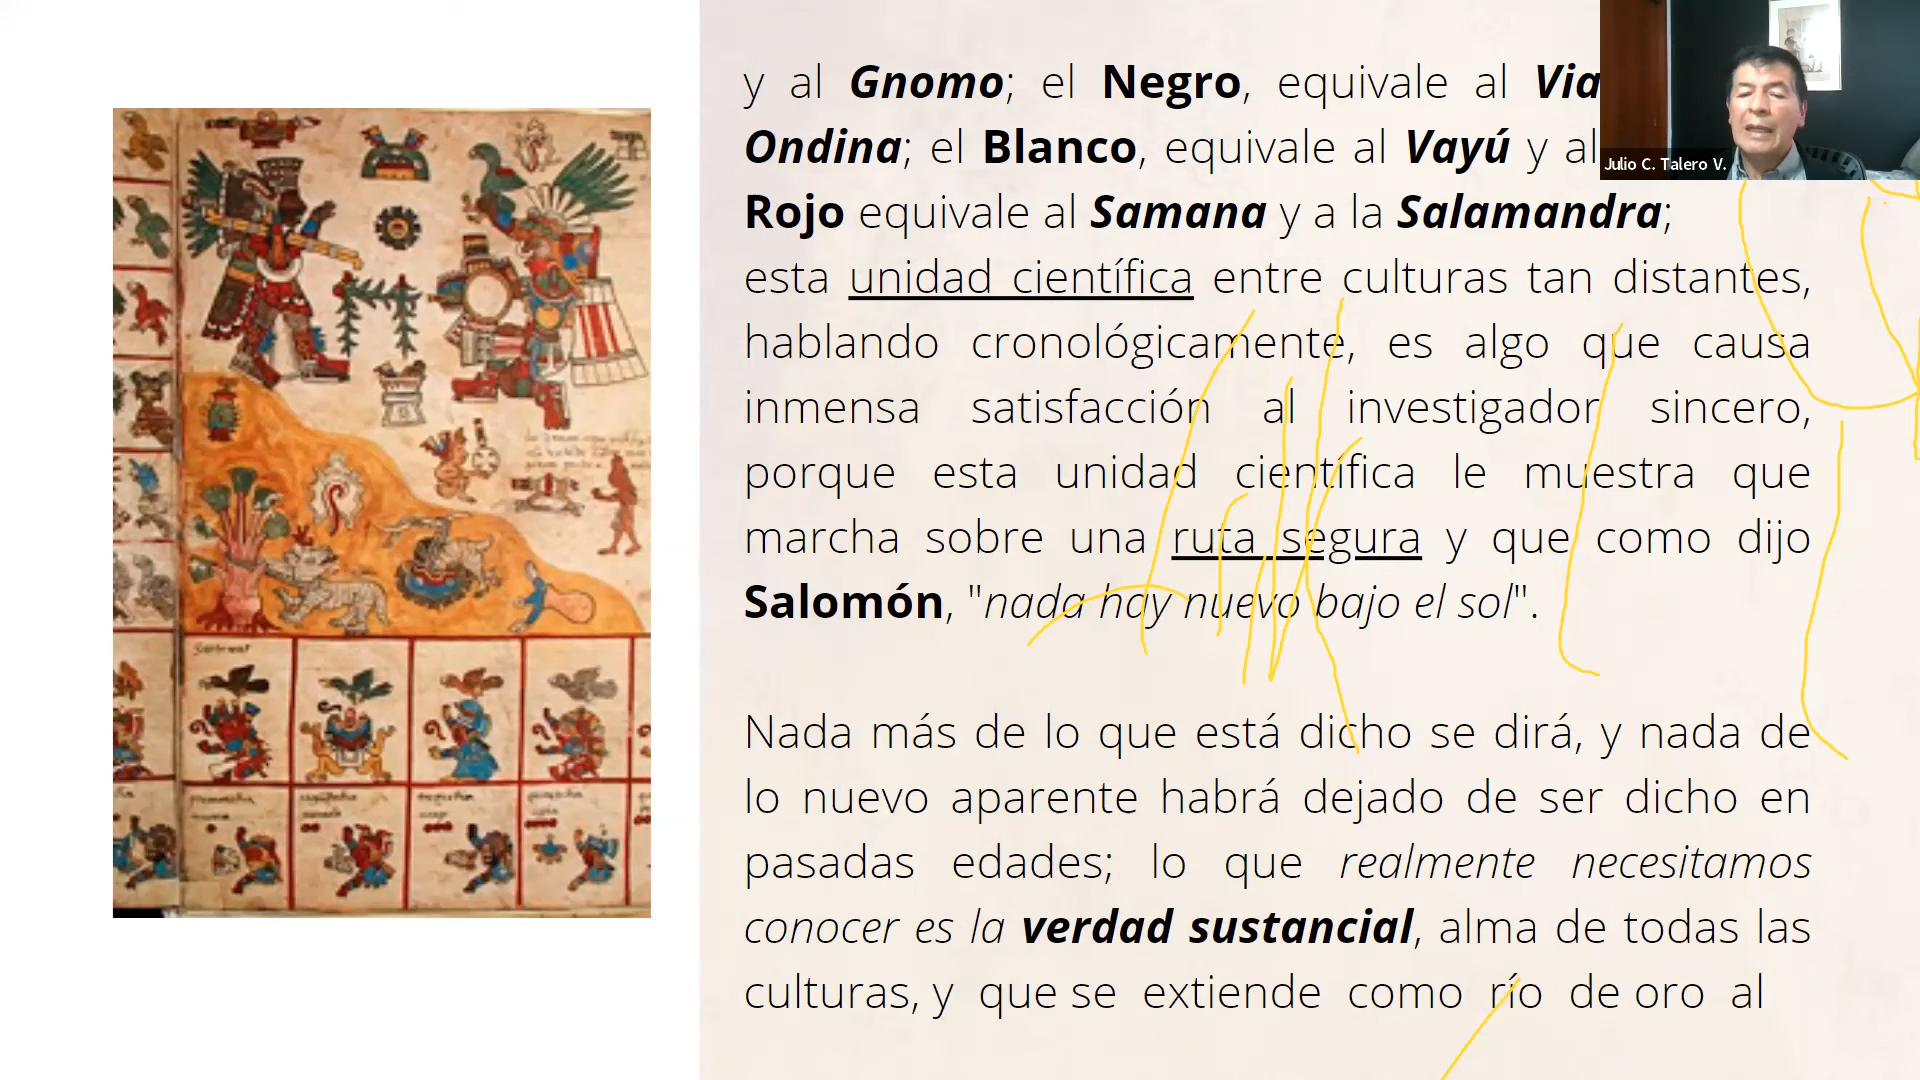 y al Gnomo; el Negro, equivale al
Ondina; el Blanco, equivale al Vayú y al
Rojo equivale al Samana y a la Salamandra;
esta unidad científica entre culturas tan distantes,
hablando cronológicamente, es algo que causa
inmensa satisfacción al investigador sincero,
porque esta unidad científica le muestra que
marcha sobre una ruta segura y que como dijo
Salomón, "nada hay nuevo bajo el sol".
Nada más de lo que está dicho se dirá, y nada de
lo nuevo aparente habrá dejado de ser dicho en
pasadas edades; lo que realmente necesitamos
conocer es la verdad sustancial, alma de todas las
culturas, y que se extiende como río de oro al
Julio C. Talero V.